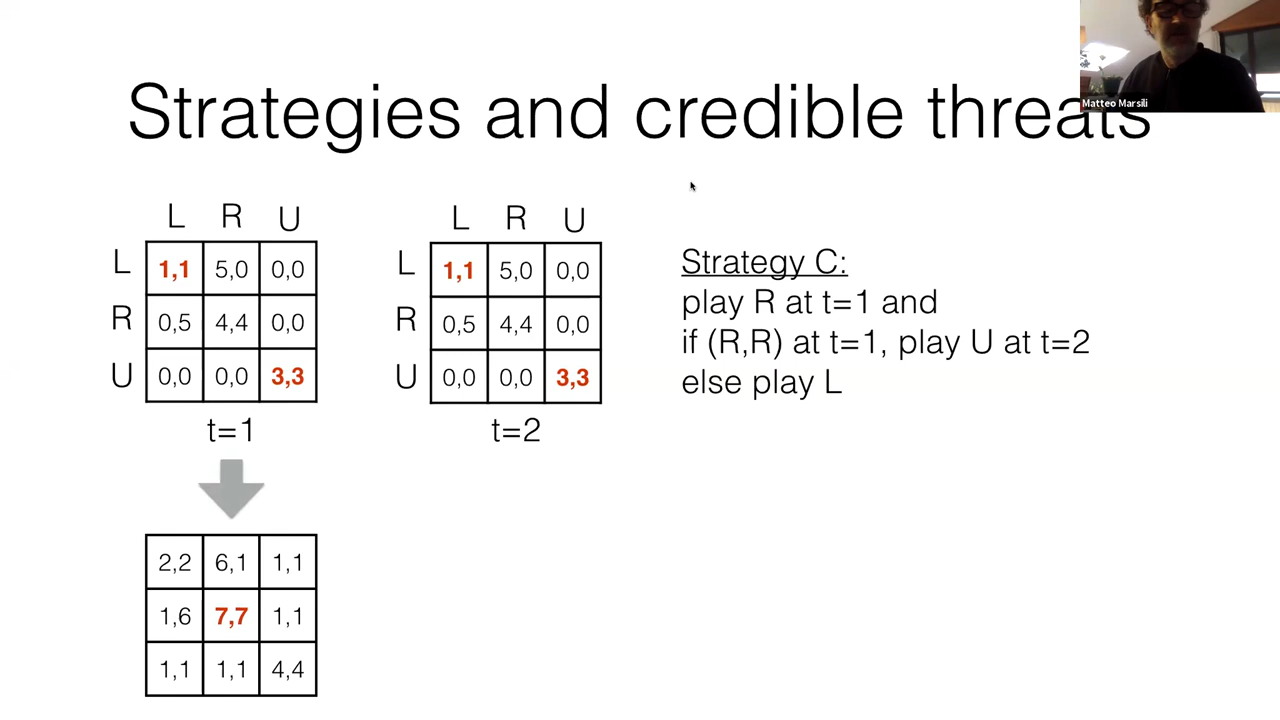 Matteo Marsili
Strategies and credible threats
L R U
L 1,1 5,0 0,0
R 0,5 4,4 0,0
U 0,0 0,0 3,3
t=1
L R U
L 1,1 5,0 0,0
R 0,5 4,4 0,0
U 0,0 0,0 3,3
t=2
Strategy C:
play R at t=1 and
if (R,R) at t=1, play U at t=2
else play L
2,2 6,1 1,1
1,6 7,7 1,1
1,1 1,1 4,4